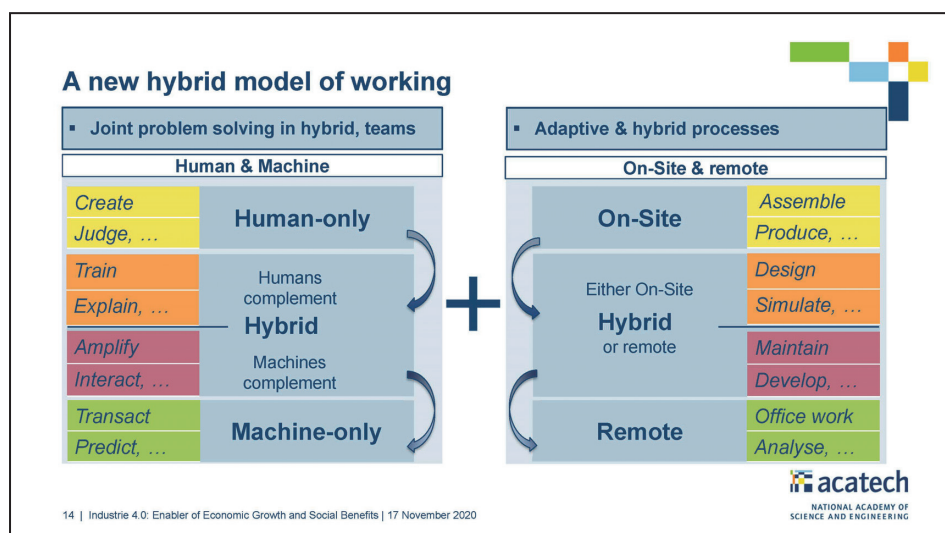 A new hybrid model of working
▪ Joint problem solving in hybrid, teams
Human & Machine
Create
Judge, …
Human-only
Train
Explain, …
Humans
complement
Hybrid
Amplify
Interact, …
Machines
complement
Transact
Predict, …
Machine-only
+
▪ Adaptive & hybrid processes
On-Site & remote
On-Site
Assemble
Produce, …
Either On-Site
Hybrid
or remote
Design
Simulate, …
Maintain
Develop, …
Remote
Office work
Analyse, …
14 | Industrie 4.0: Enabler of Economic Growth and Social Benefits | 17 November 2020
acatech
NATIONAL ACADEMY OF
SCIENCE AND ENGINEERING